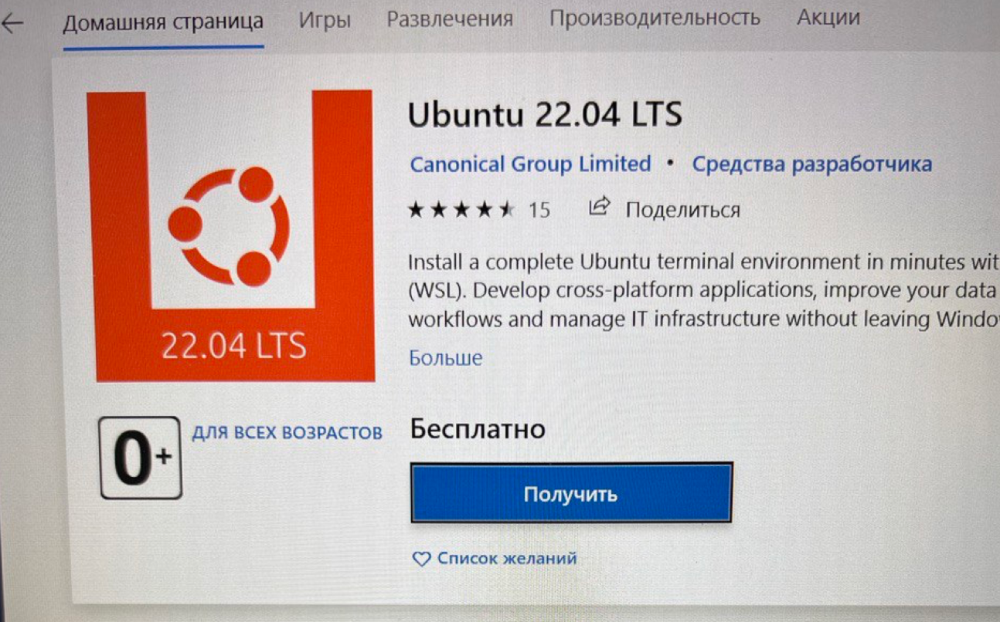 Домашняя страница Игры Развлечения Производительность Акции
22.04 LTS
Ubuntu 22.04 LTS
Canonical Group Limited • Средства разработчика
15 Поделиться
Install a complete Ubuntu terminal environment in minutes wit
(WSL). Develop cross-platform applications, improve your data
workflows and manage IT infrastructure without leaving Windo
Больше
0+
ДЛЯ ВСЕХ ВОЗРАСТОВ
Бесплатно
Получить
Список желаний